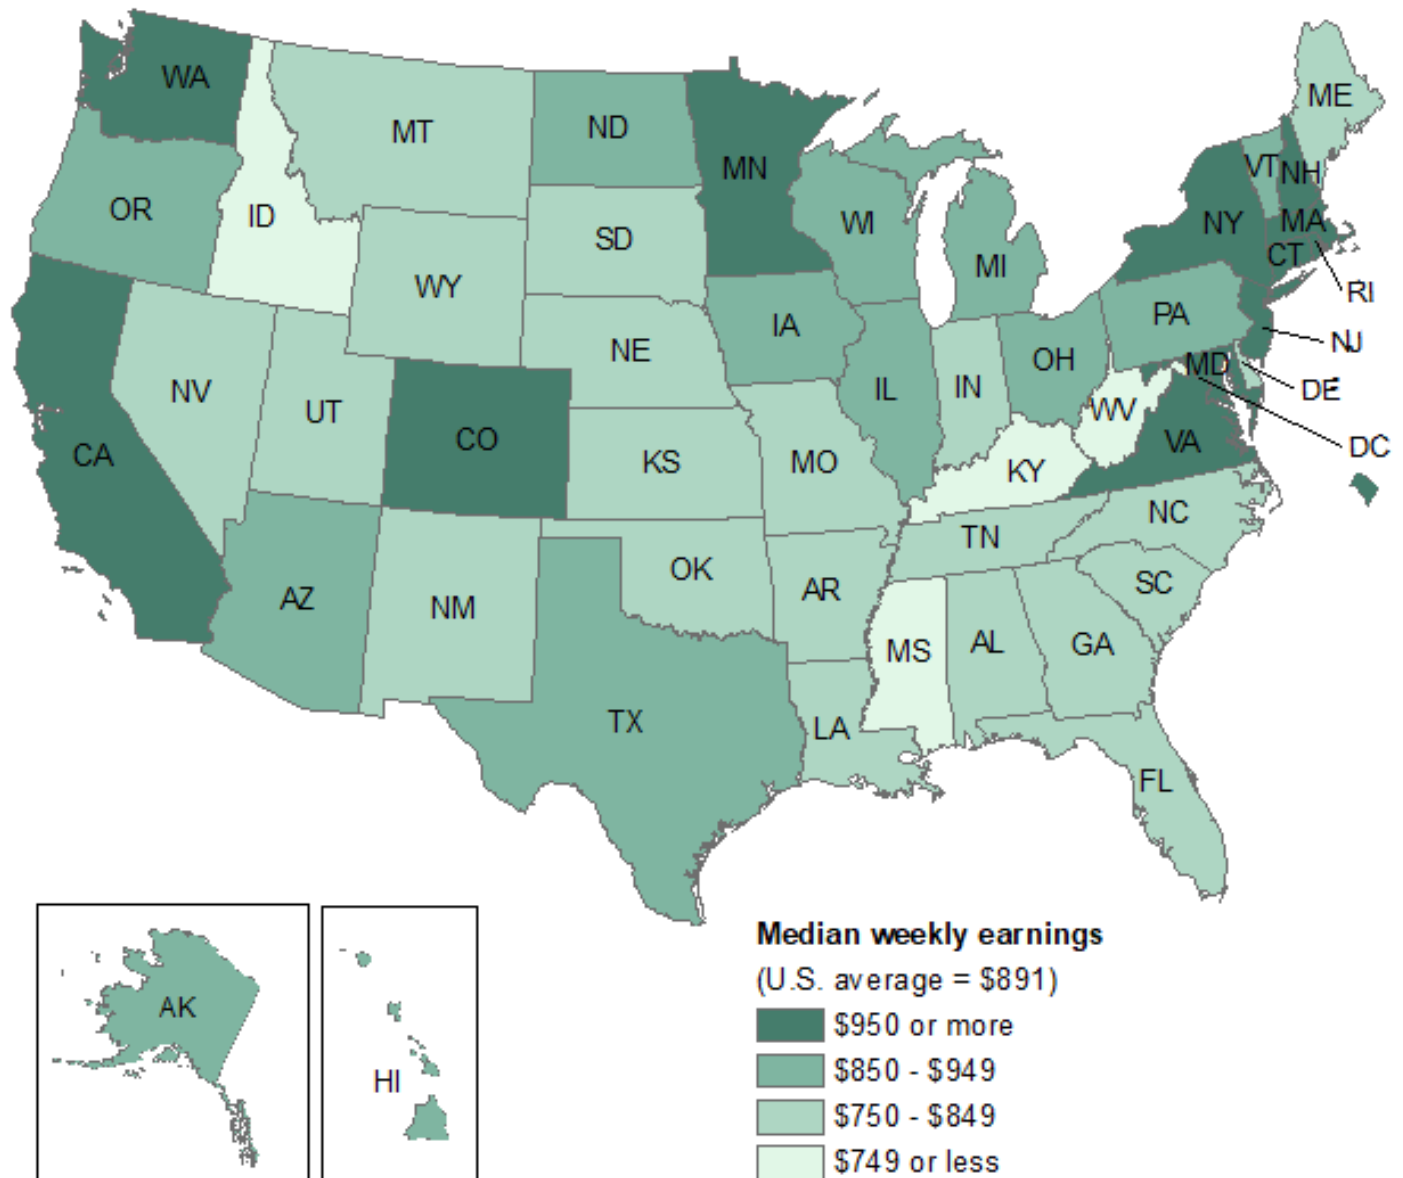 WA
MT
ND
MN
ME
VT
NH
OR
ID
SD
WI
NY
MA
CT
MI
RI
WY
IA
PA
NE
NJ
OH
MD
NV
UT
IL
IN
DE
CO
WV
CA
KS
MO
KY
VA
DC
NC
TN
OK
AR
SC
AZ
NM
MS
AL
GA
TX
LA
FL
AK
HI
Median weekly earnings
(U.S. average = $891)
$950 or more
$850 - $949
$750 - $849
$749 or less